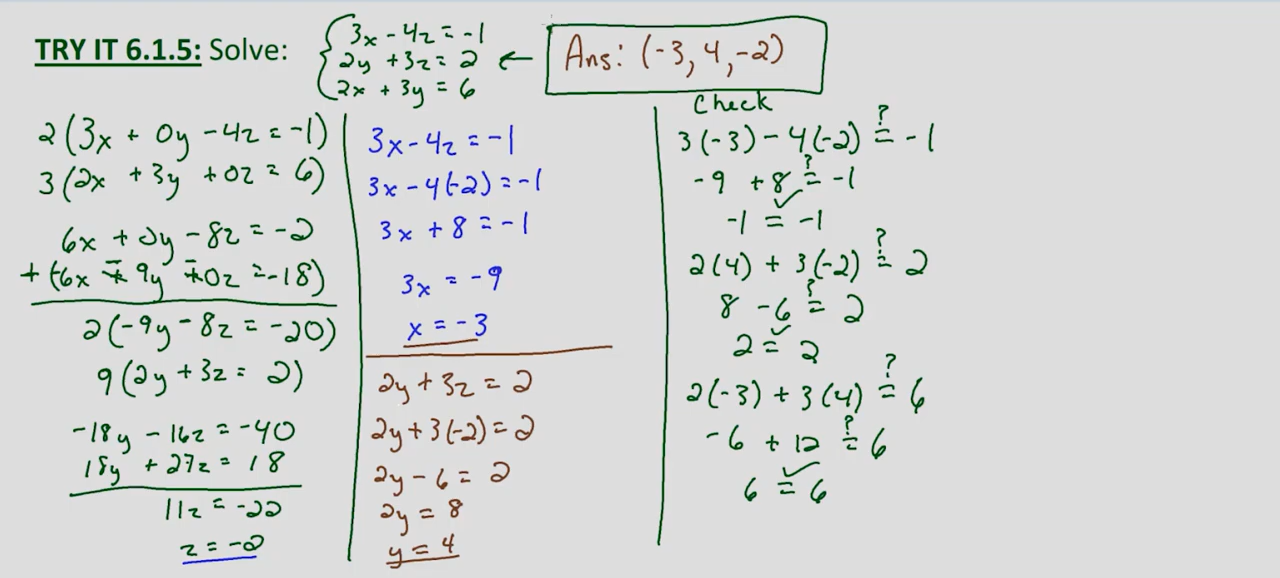 TRY IT 6.1.5: Solve:
3x - 4z = -1
2y + 3z = 2 ←
2x + 3y = 6
Ans: (-3, 4, -2)
2(3x + 0y - 4z = -1)
3(2x + 3y + 0z = 6)
6x + 0y - 8z = -2
+ (-6x - 9y - 0z = -18)
2(-9y - 8z = -20)
9(2y + 3z = 2)
-18y - 16z = -40
18y + 27z = 18
11z = -22
z = -2
3x - 4z = -1
3x - 4(-2) = -1
3x + 8 = -1
3x = -9
x = -3
2y + 3z = 2
2y + 3(-2) = 2
2y - 6 = 2
2y = 8
y = 4
Check
3(-3) - 4(-2) ?= -1
-9 + 8 ?= -1
-1 =✓ -1
2(4) + 3(-2) ?= 2
8 - 6 ?= 2
2 =✓ 2
2(-3) + 3(4) ?= 6
-6 + 12 ?= 6
6 =✓ 6